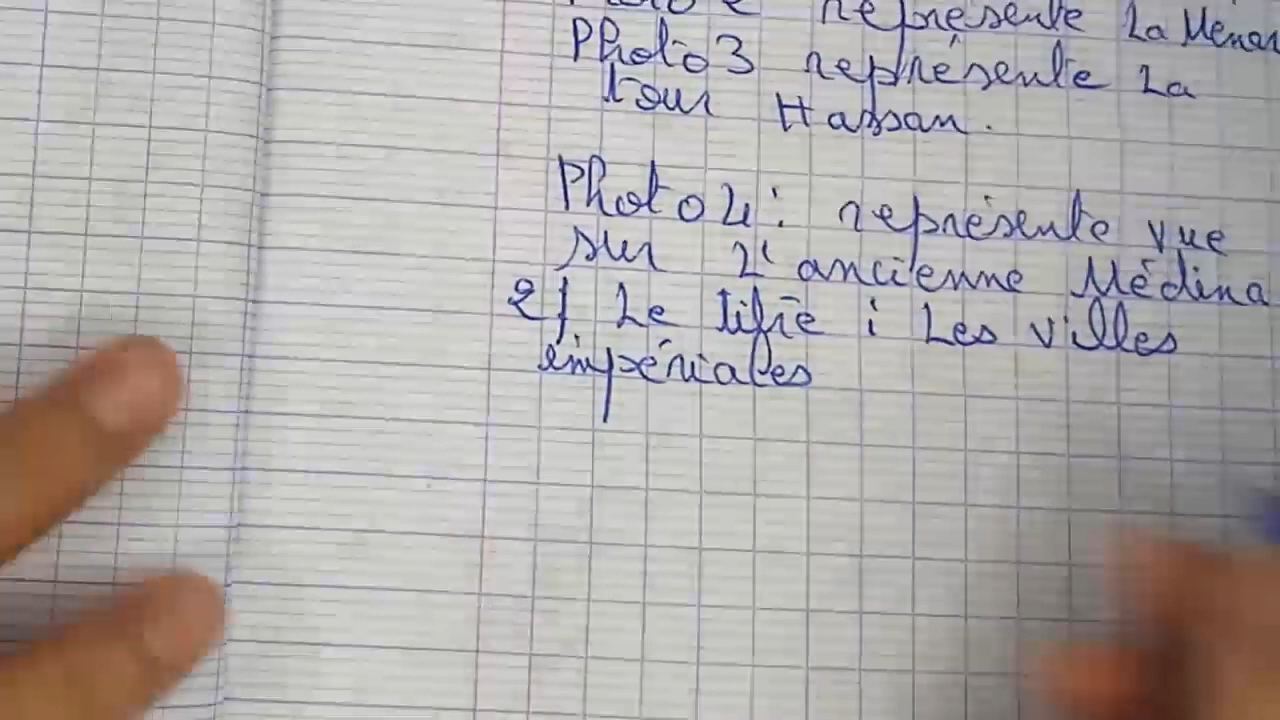 représente La Ména
Photo 3 représente La
tour Hassan.
Photo 4 : représente vue
sur L'ancienne Médina
2/. Le titre : Les villes
impériales